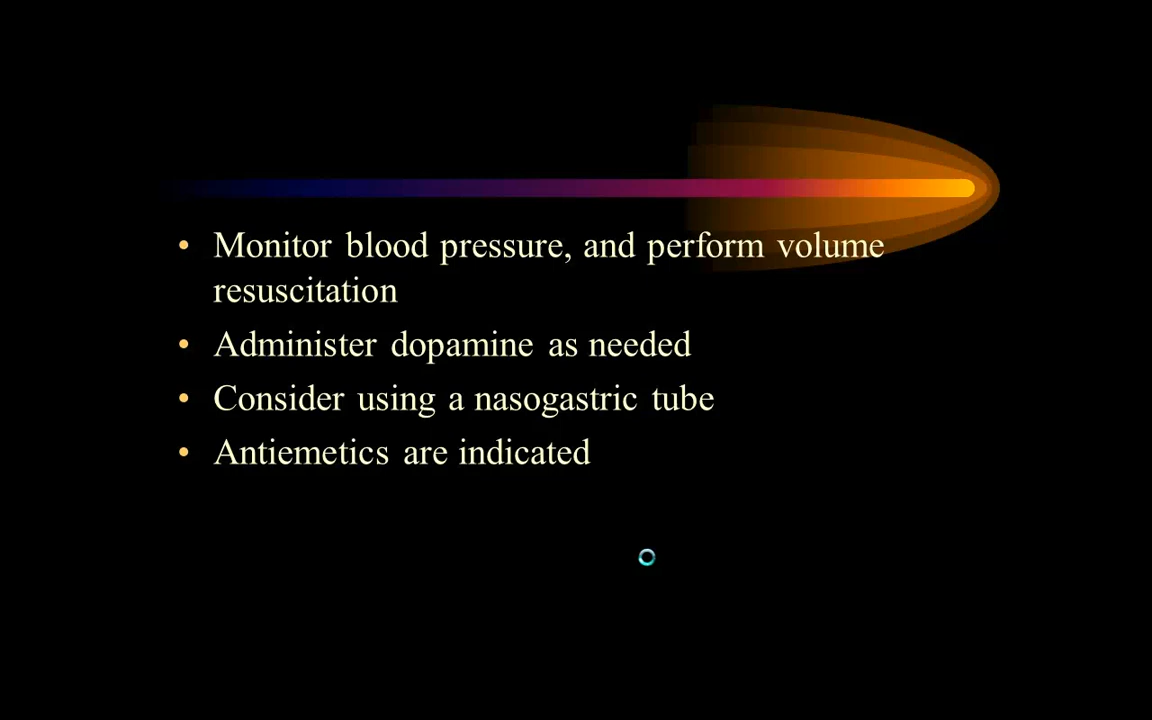 • Monitor blood pressure, and perform volume
resuscitation
• Administer dopamine as needed
• Consider using a nasogastric tube
• Antiemetics are indicated